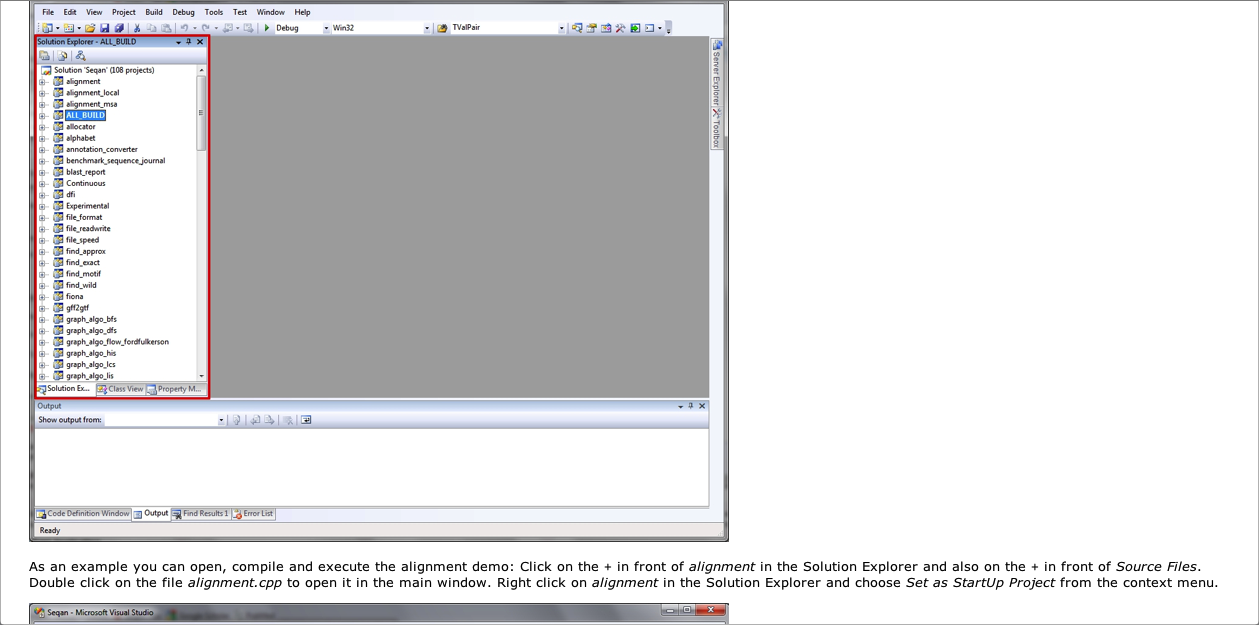 File Edit View Project Build Debug Tools Test Window Help
Debug Win32 TValPair
Solution Explorer - ALL_BUILD
Solution 'Seqan' (108 projects)
alignment
alignment_local
alignment_msa
ALL_BUILD
allocator
alphabet
annotation_converter
benchmark_sequence_journal
blast_report
Continuous
dfi
Experimental
file_format
file_readwrite
file_speed
find_approx
find_exact
find_motif
find_wild
fiona
gff2gtf
graph_algo_bfs
graph_algo_dfs
graph_algo_flow_fordfulkerson
graph_algo_his
graph_algo_lcs
graph_algo_lis
Solution Ex... Class View Property M...
Server Explorer
Toolbox
Output
Show output from:
Code Definition Window Output Find Results 1 Error List
Ready
As an example you can open, compile and execute the alignment demo: Click on the + in front of alignment in the Solution Explorer and also on the + in front of Source Files.
Double click on the file alignment.cpp to open it in the main window. Right click on alignment in the Solution Explorer and choose Set as StartUp Project from the context menu.
Seqan - Microsoft Visual Studio